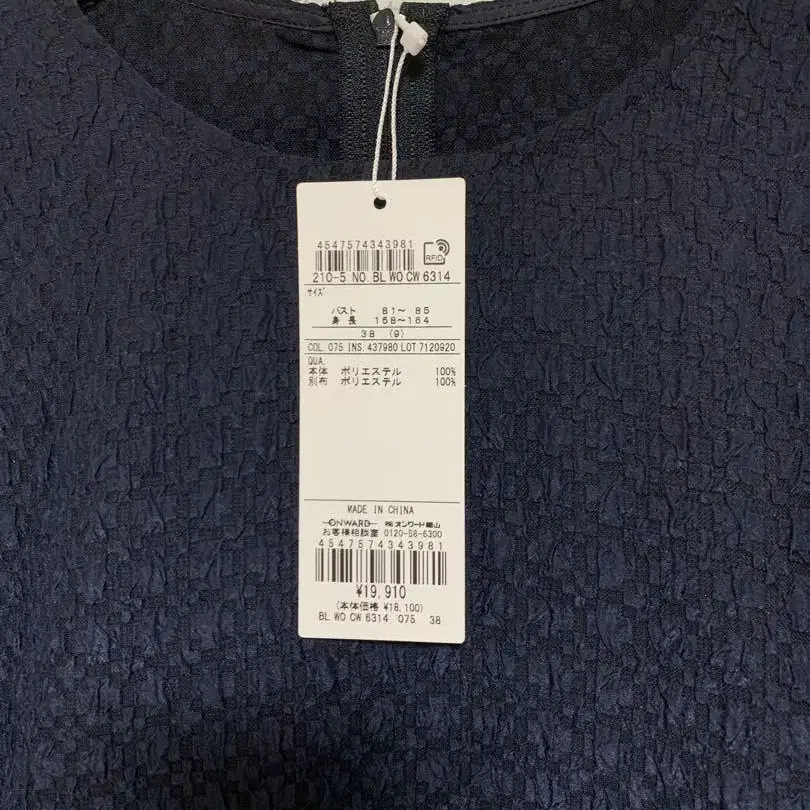 4547574343981
RFID
210-5 NO. BL WO CW 6314
サイズ
バスト 81～ 85
身長 158～164
38 (9)
COL. 075 INS. 437980 LOT 7120920
QUA.
本体 ポリエステル 100%
別布 ポリエステル 100%
MADE IN CHINA
ONWARD ㈱オンワード樫山
お客様相談室 0120-58-6300
4547574343981
¥19,910
(本体価格 ¥18,100)
BL WO CW 6314 075 38